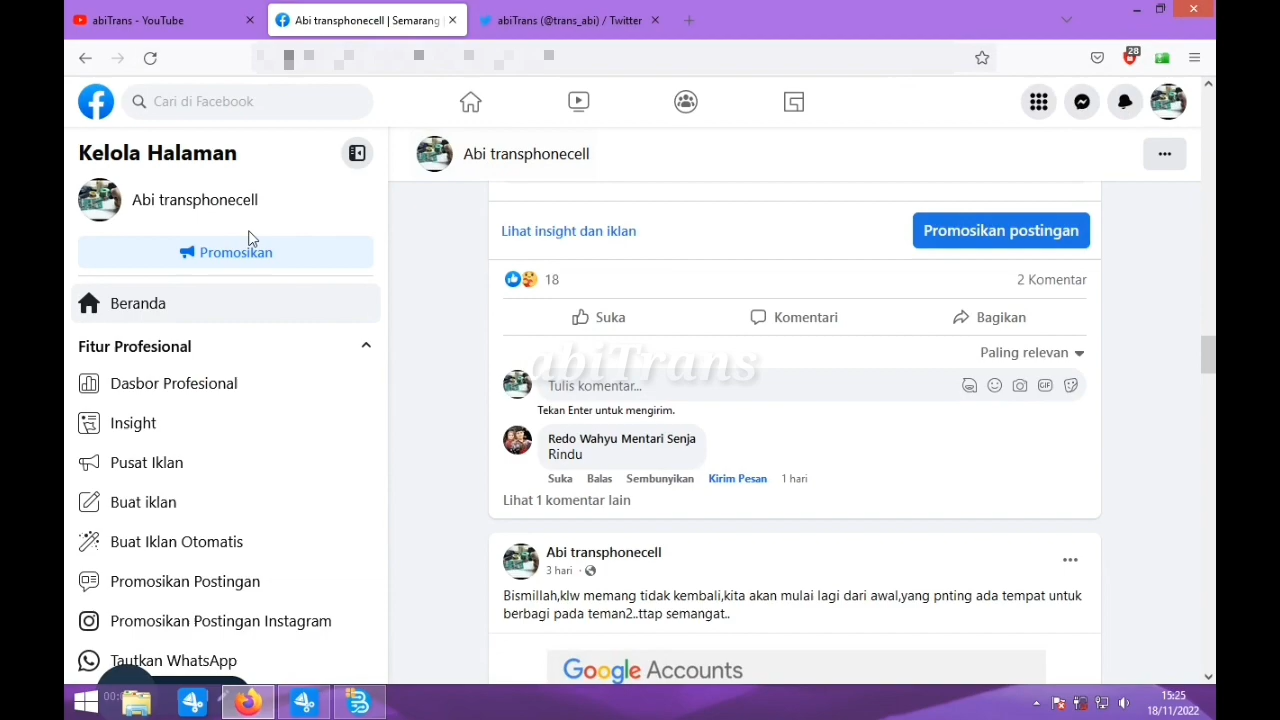 abiTrans - YouTube
Abi transphonecell | Semarang
abiTrans (@trans_abi) / Twitter
28
Cari di Facebook
Kelola Halaman
Abi transphonecell
Promosikan
Beranda
Fitur Profesional
Dasbor Profesional
Insight
Pusat Iklan
Buat iklan
Buat Iklan Otomatis
Promosikan Postingan
Promosikan Postingan Instagram
Tautkan WhatsApp
Abi transphonecell
Lihat insight dan iklan
Promosikan postingan
18
2 Komentar
Suka
Komentari
Bagikan
Paling relevan
abiTrans
Tulis komentar...
GIF
Tekan Enter untuk mengirim.
Redo Wahyu Mentari Senja
Rindu
Suka Balas Sembunyikan Kirim Pesan 1 hari
Lihat 1 komentar lain
Abi transphonecell
3 hari ·
Bismillah,klw memang tidak kembali,kita akan mulai lagi dari awal,yang pnting ada tempat untuk
berbagi pada teman2..ttap semangat..
Google Accounts
15:25
18/11/2022